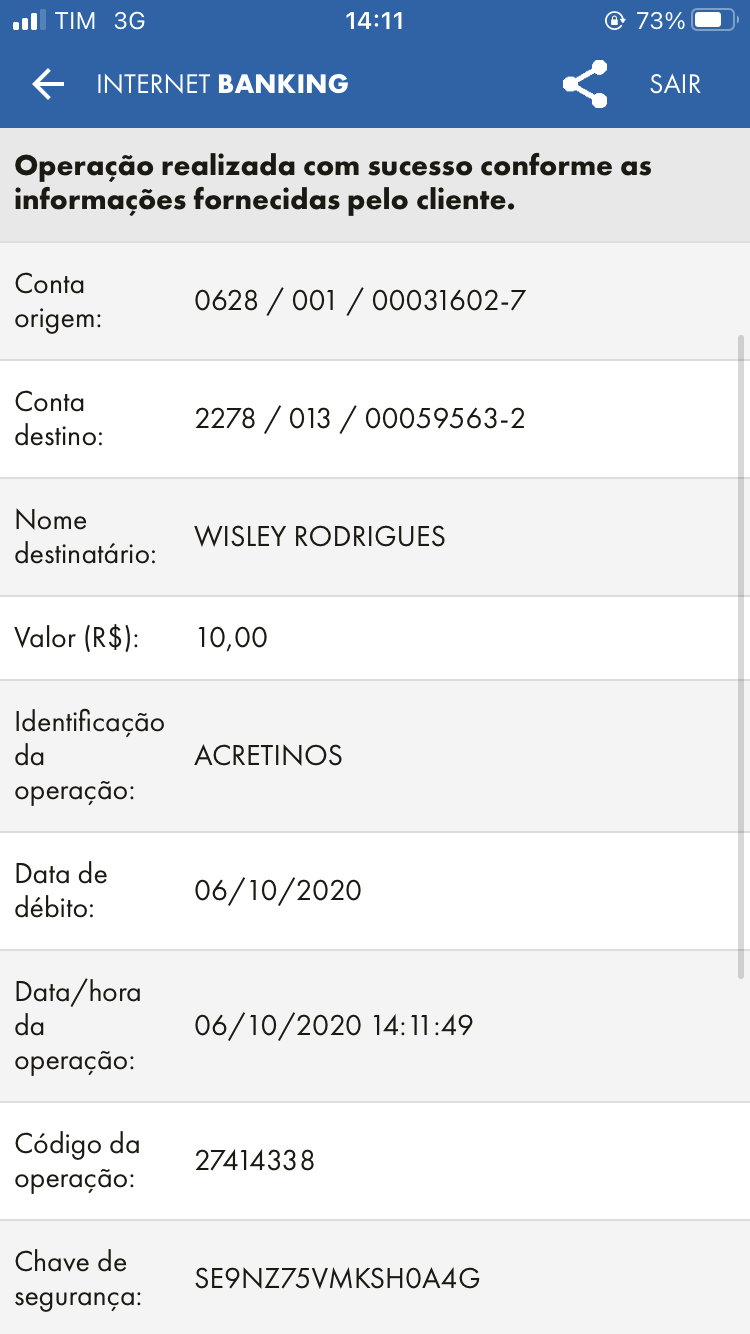 TIM 3G 14:11 73%
INTERNET BANKING SAIR
Operação realizada com sucesso conforme as
informações fornecidas pelo cliente.
Conta
origem:
0628 / 001 / 00031602-7
Conta
destino:
2278 / 013 / 00059563-2
Nome
destinatário:
WISLEY RODRIGUES
Valor (R$): 10,00
Identificação
da
operação:
ACRETINOS
Data de
débito:
06/10/2020
Data/hora
da
operação:
06/10/2020 14:11:49
Código da
operação:
27414338
Chave de
segurança:
SE9NZ75VMKSH0A4G